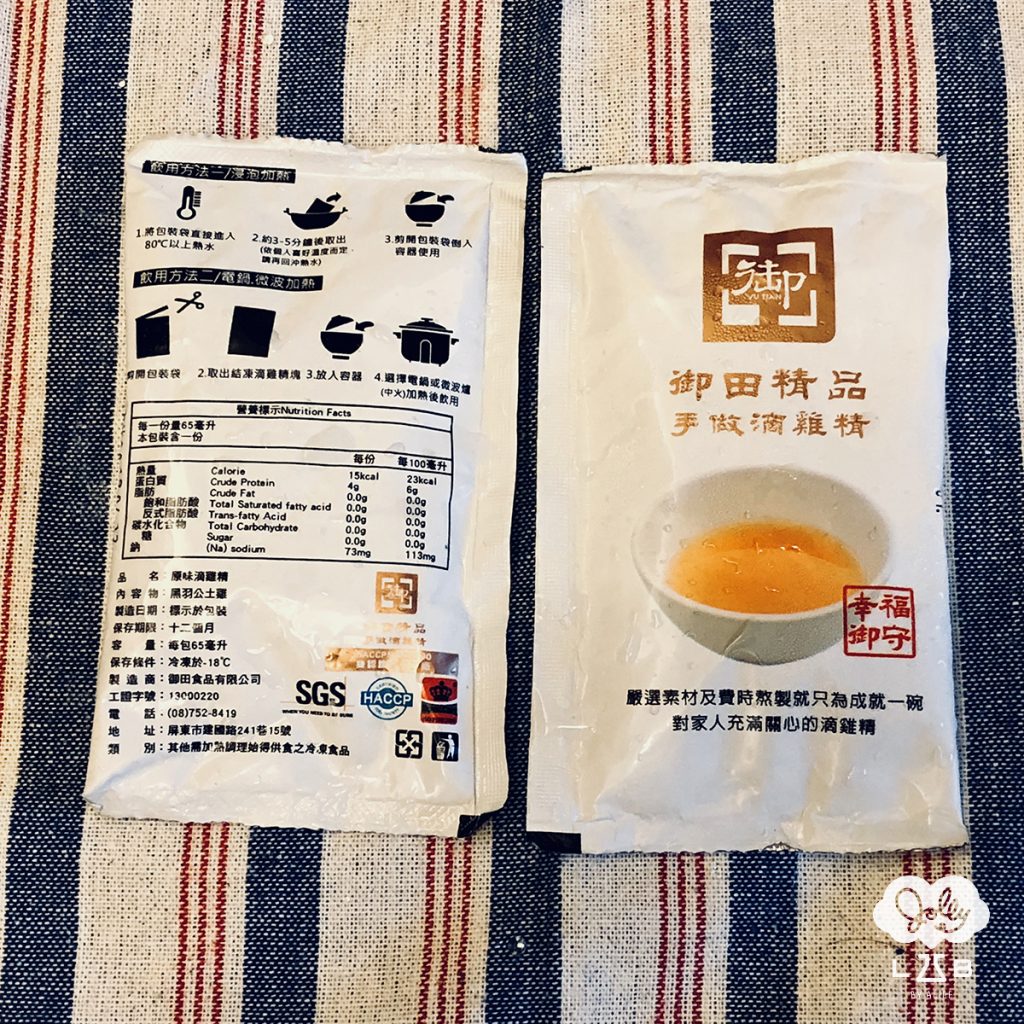 飲用方法一/浸泡加熱
1.將包裝袋直接進入
80℃以上熱水
2.約3-5分鐘後取出
(依個人喜好溫度而定,
請再回沖熱水)
3.剪開包裝袋倒入
容器使用
飲用方法二/電鍋.微波加熱
剪開包裝袋
2.取出結凍滴雞精塊
3.放入容器
4.選擇電鍋或微波爐
(中火)加熱後飲用
營養標示Nutrition Facts
每一份量65毫升
本包裝含一份
每份 每100毫升
熱量 Calorie 15kcal 23kcal
蛋白質 Crude Protein 4g 6g
脂肪 Crude Fat 0.0g 0.0g
飽和脂肪酸 Total Saturated fatty acid 0.0g 0.0g
反式脂肪酸 Trans-fatty Acid 0.0g 0.0g
碳水化合物 Total Carbohydrate 0.0g 0.0g
糖 Sugar 0.0g 0.0g
鈉 (Na) sodium 73mg 113mg
品 名：原味滴雞精
內容物：黑羽公土雞
製造日期：標示於包裝
保存期限：十二個月
容 量：每包65毫升
保存條件：冷凍於-18℃
製造商：御田食品有限公司
工證字號：13000220
電 話：(08)752-8419
地 址：屏東市建國路241巷15號
類 別：其他需加熱調理始得供食之冷凍食品
手做滴雞精
SGS
WHEN YOU NEED TO BE SURE
HACCP
御
YU TIAN
御田精品
手做滴雞精
幸福
御守
嚴選素材及費時熬製就只為成就一碗
對家人充滿關心的滴雞精
Jolly
L B